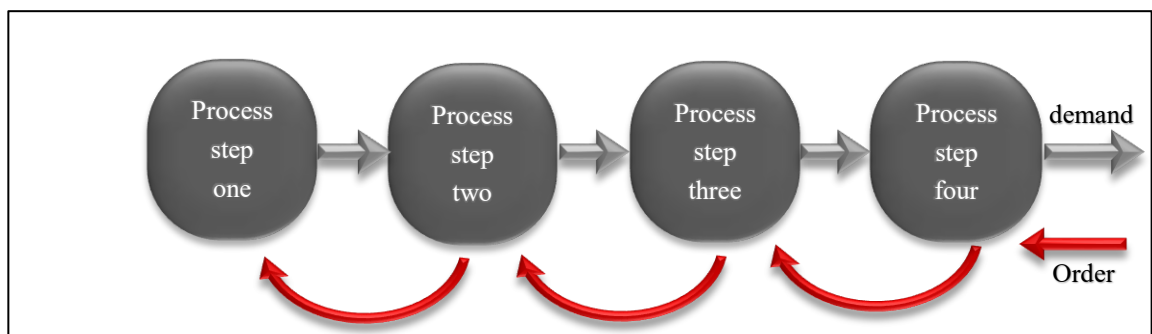 Process
step
one
Process
step
two
Process
step
three
Process
step
four
demand
Order